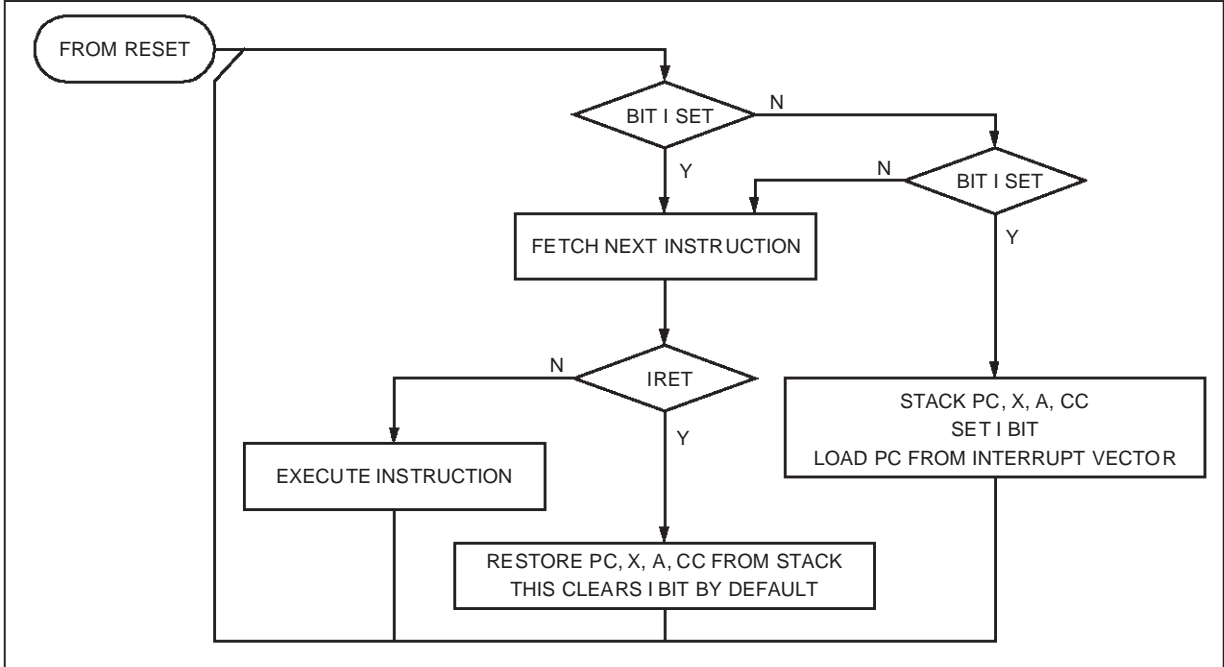 FROM RESET
BIT I SET
N
Y
N
BIT I SET
Y
FETCH NEXT INSTRUCTION
N
IRET
Y
STACK PC, X, A, CC
SET I BIT
LOAD PC FROM INTERRUPT VECTOR
EXECUTE INSTRUCTION
RESTORE PC, X, A, CC FROM STACK
THIS CLEARS I BIT BY DEFAULT